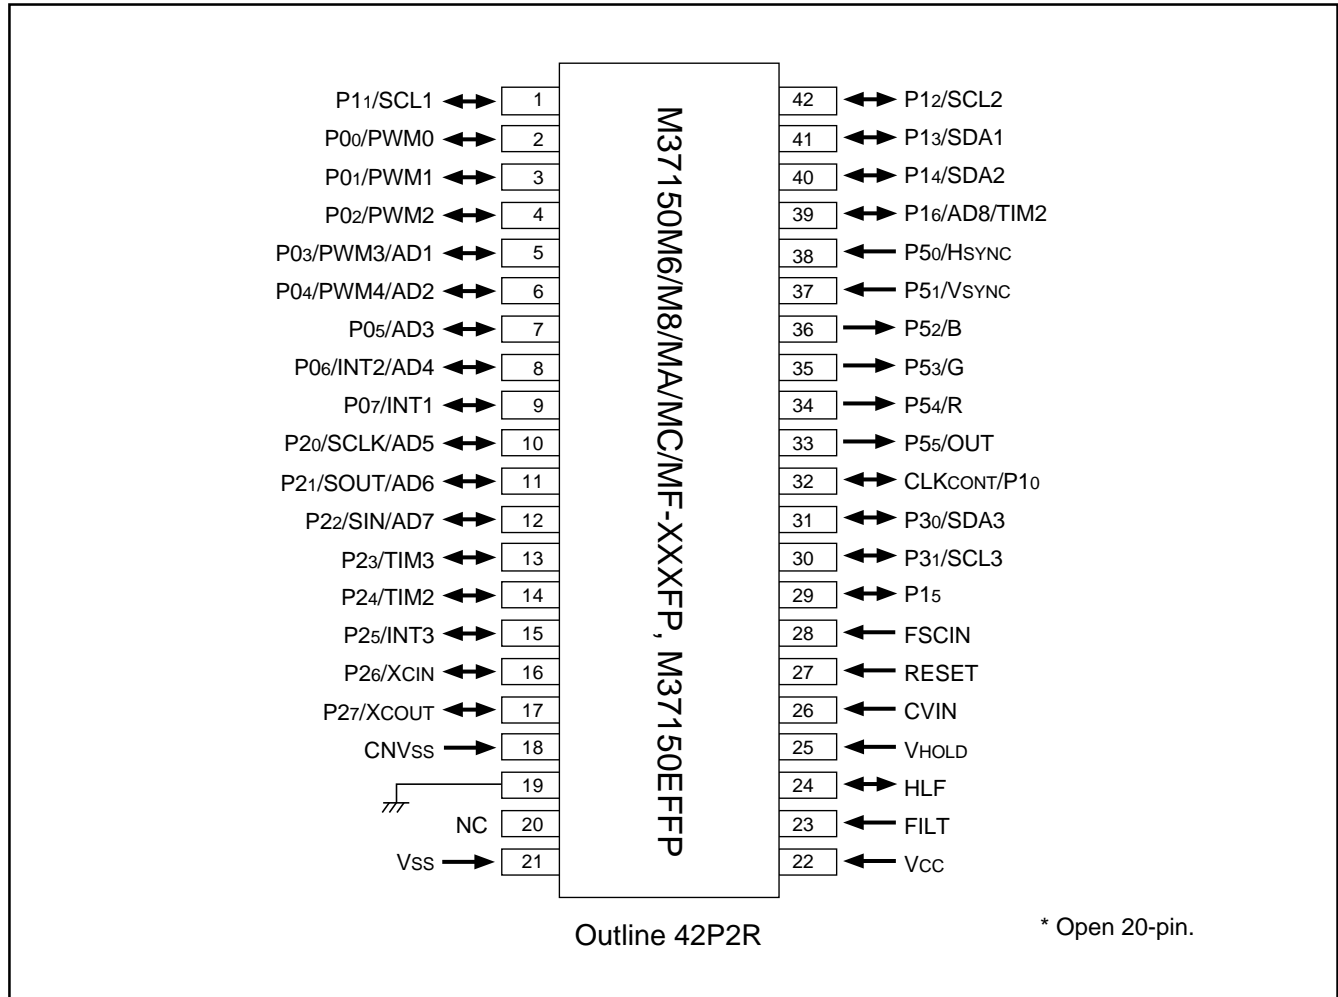 P11/SCL1 1
P00/PWM0 2
P01/PWM1 3
P02/PWM2 4
P03/PWM3/AD1 5
P04/PWM4/AD2 6
P05/AD3 7
P06/INT2/AD4 8
P07/INT1 9
P20/SCLK/AD5 10
P21/SOUT/AD6 11
P22/SIN/AD7 12
P23/TIM3 13
P24/TIM2 14
P25/INT3 15
P26/XCIN 16
P27/XCOUT 17
CNVSS 18
19
NC 20
VSS 21
M37150M6/M8/MA/MC/MF-XXXFP, M37150EFFP
42 P12/SCL2
41 P13/SDA1
40 P14/SDA2
39 P16/AD8/TIM2
38 P50/HSYNC
37 P51/VSYNC
36 P52/B
35 P53/G
34 P54/R
33 P55/OUT
32 CLKCONT/P10
31 P30/SDA3
30 P31/SCL3
29 P15
28 FSCIN
27 RESET
26 CVIN
25 VHOLD
24 HLF
23 FILT
22 VCC
Outline 42P2R
* Open 20-pin.